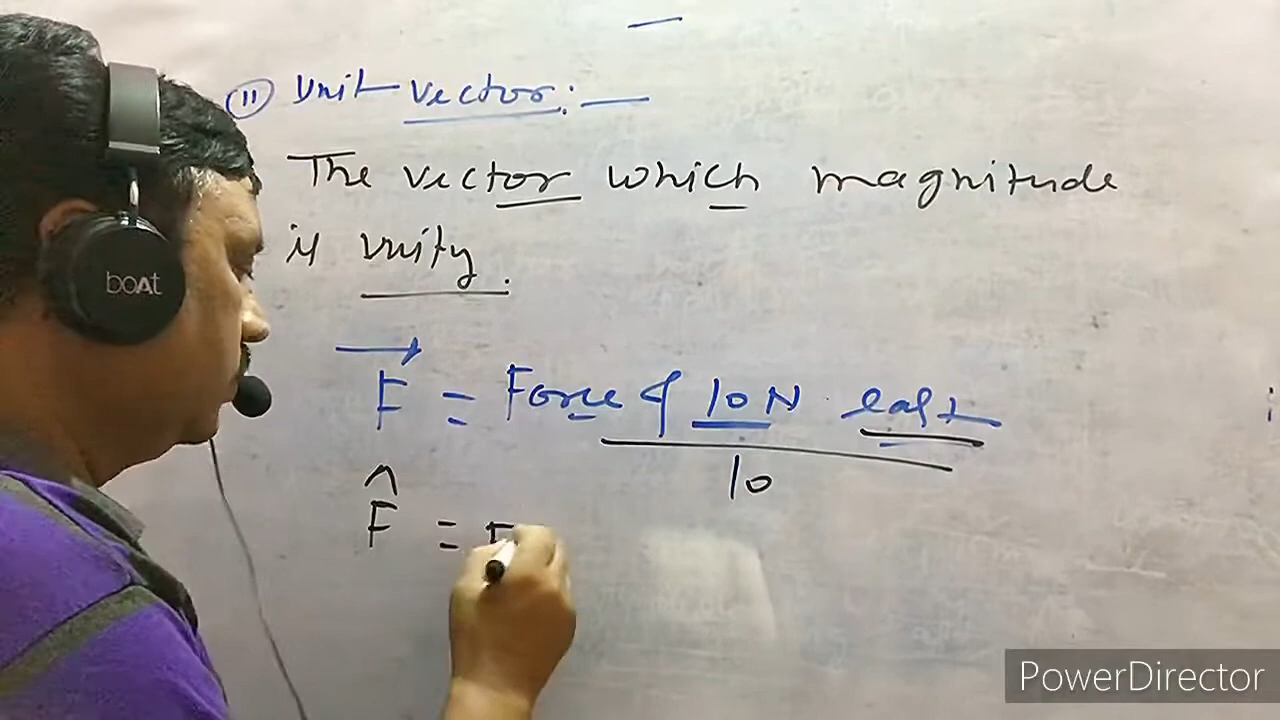 (11) Unit vector: —
The vector which magnitude
is unity.
F = Force of 10 N east
10
F̂ = F
boAt
PowerDirector